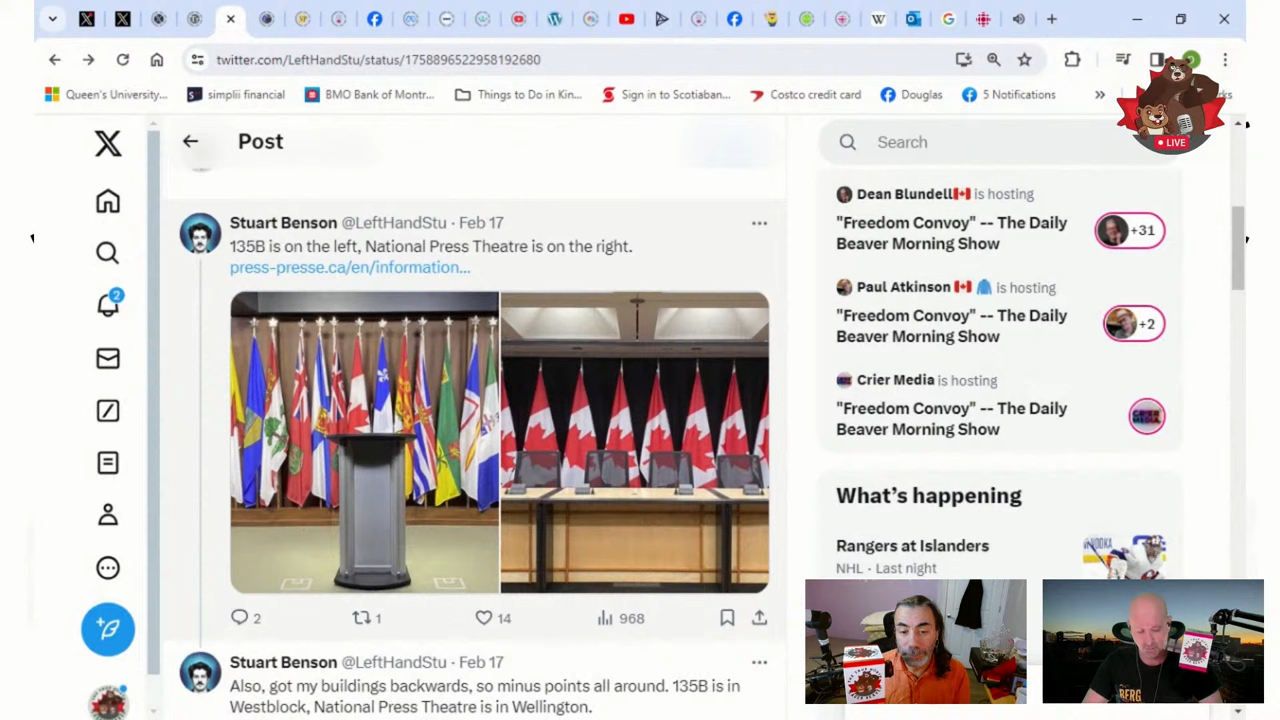 twitter.com/LeftHandStu/status/1758896522958192680
Queen's University... simplii financial BMO Bank of Montr... Things to Do in Kin... Sign in to Scotiaban... Costco credit card Douglas 5 Notifications »
LIVE
Post
Search
Stuart Benson @LeftHandStu · Feb 17
135B is on the left, National Press Theatre is on the right.
press-presse.ca/en/information...
2 1 14 968
Stuart Benson @LeftHandStu · Feb 17
Also, got my buildings backwards, so minus points all around. 135B is in
Westblock, National Press Theatre is in Wellington.
2
Dean Blundell is hosting
"Freedom Convoy" -- The Daily
Beaver Morning Show
+31
Paul Atkinson is hosting
"Freedom Convoy" -- The Daily
Beaver Morning Show
+2
Crier Media is hosting
"Freedom Convoy" -- The Daily
Beaver Morning Show
CRIER
MEDIA
What's happening
Rangers at Islanders
NHL · Last night
BERG